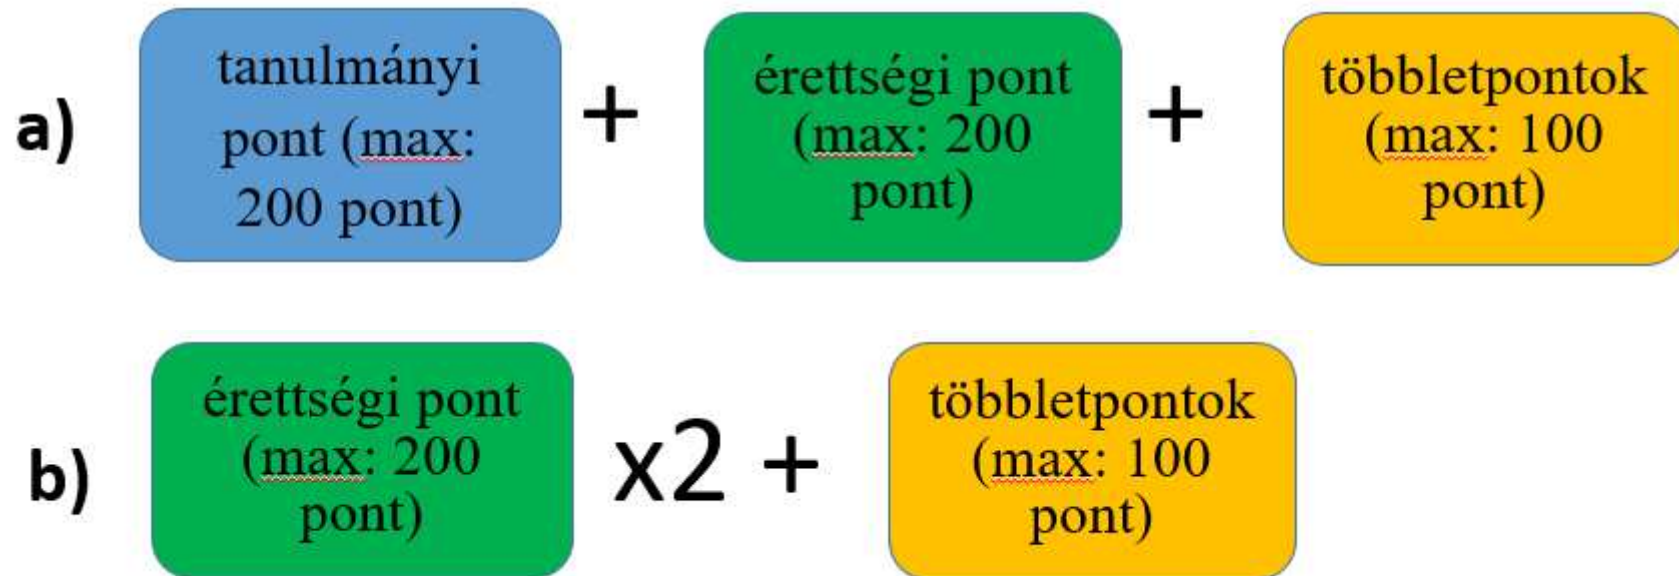 a)
tanulmányi
pont (max:
200 pont)
+
érettségi pont
(max: 200
pont)
+
többletpontok
(max: 100
pont)
b)
érettségi pont
(max: 200
pont)
x2 +
többletpontok
(max: 100
pont)